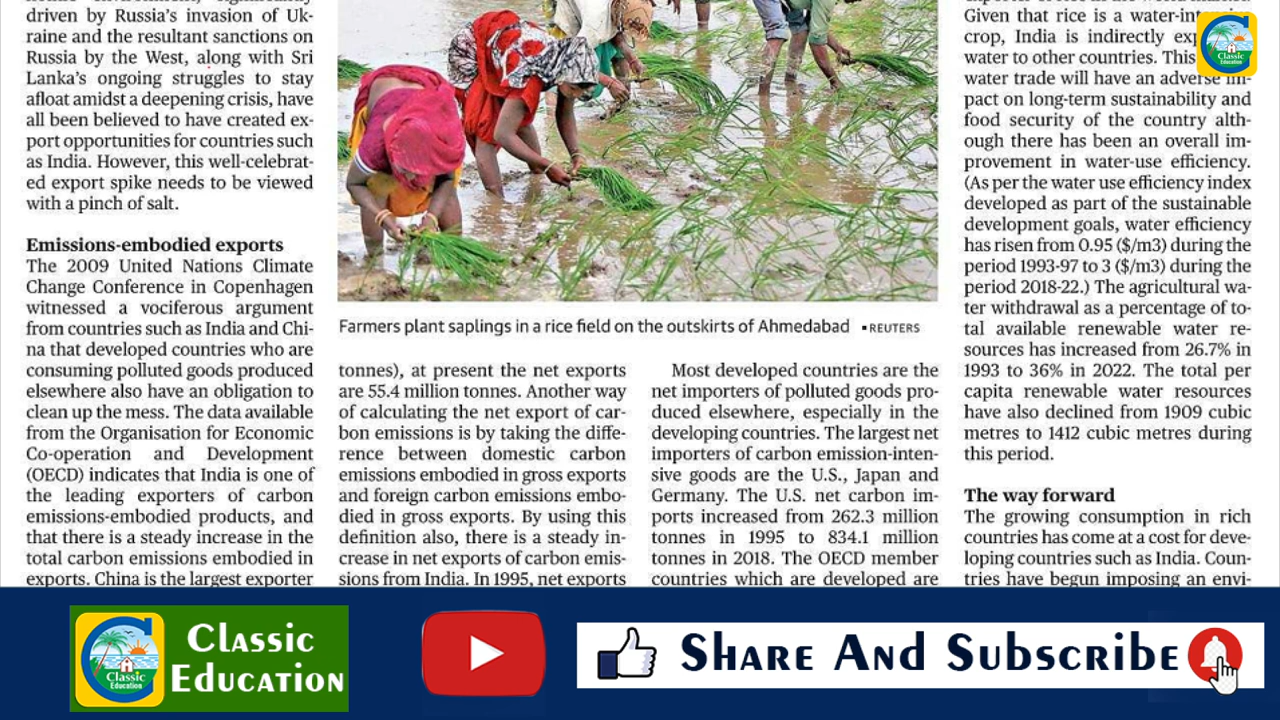 driven by Russia's invasion of Uk-
raine and the resultant sanctions on
Russia by the West, along with Sri
Lanka's ongoing struggles to stay
afloat amidst a deepening crisis, have
all been believed to have created ex-
port opportunities for countries such
as India. However, this well-celebrat-
ed export spike needs to be viewed
with a pinch of salt.
Emissions-embodied exports
The 2009 United Nations Climate
Change Conference in Copenhagen
witnessed a vociferous argument
from countries such as India and Chi-
na that developed countries who are
consuming polluted goods produced
elsewhere also have an obligation to
clean up the mess. The data available
from the Organisation for Economic
Co-operation and Development
(OECD) indicates that India is one of
the leading exporters of carbon
emissions-embodied products, and
that there is a steady increase in the
total carbon emissions embodied in
exports. China is the largest exporter
Farmers plant saplings in a rice field on the outskirts of Ahmedabad ▪REUTERS
tonnes), at present the net exports
are 55.4 million tonnes. Another way
of calculating the net export of car-
bon emissions is by taking the diffe-
rence between domestic carbon
emissions embodied in gross exports
and foreign carbon emissions embo-
died in gross exports. By using this
definition also, there is a steady in-
crease in net exports of carbon emis-
sions from India. In 1995, net exports
Most developed countries are the
net importers of polluted goods pro-
duced elsewhere, especially in the
developing countries. The largest net
importers of carbon emission-inten-
sive goods are the U.S., Japan and
Germany. The U.S. net carbon im-
ports increased from 262.3 million
tonnes in 1995 to 834.1 million
tonnes in 2018. The OECD member
countries which are developed are
Given that rice is a water-
crop, India is indirectly
water to other countries. This
water trade will have an adverse im-
pact on long-term sustainability and
food security of the country alth-
ough there has been an overall im-
provement in water-use efficiency.
(As per the water use efficiency index
developed as part of the sustainable
development goals, water efficiency
has risen from 0.95 ($/m3) during the
period 1993-97 to 3 ($/m3) during the
period 2018-22.) The agricultural wa-
ter withdrawal as a percentage of to-
tal available renewable water re-
sources has increased from 26.7% in
1993 to 36% in 2022. The total per
capita renewable water resources
have also declined from 1909 cubic
metres to 1412 cubic metres during
this period.
The way forward
The growing consumption in rich
countries has come at a cost for deve-
loping countries such as India. Coun-
tries have begun imposing an envi-
Classic
Education
Classic
Education
Classic
Education
Share And Subscribe